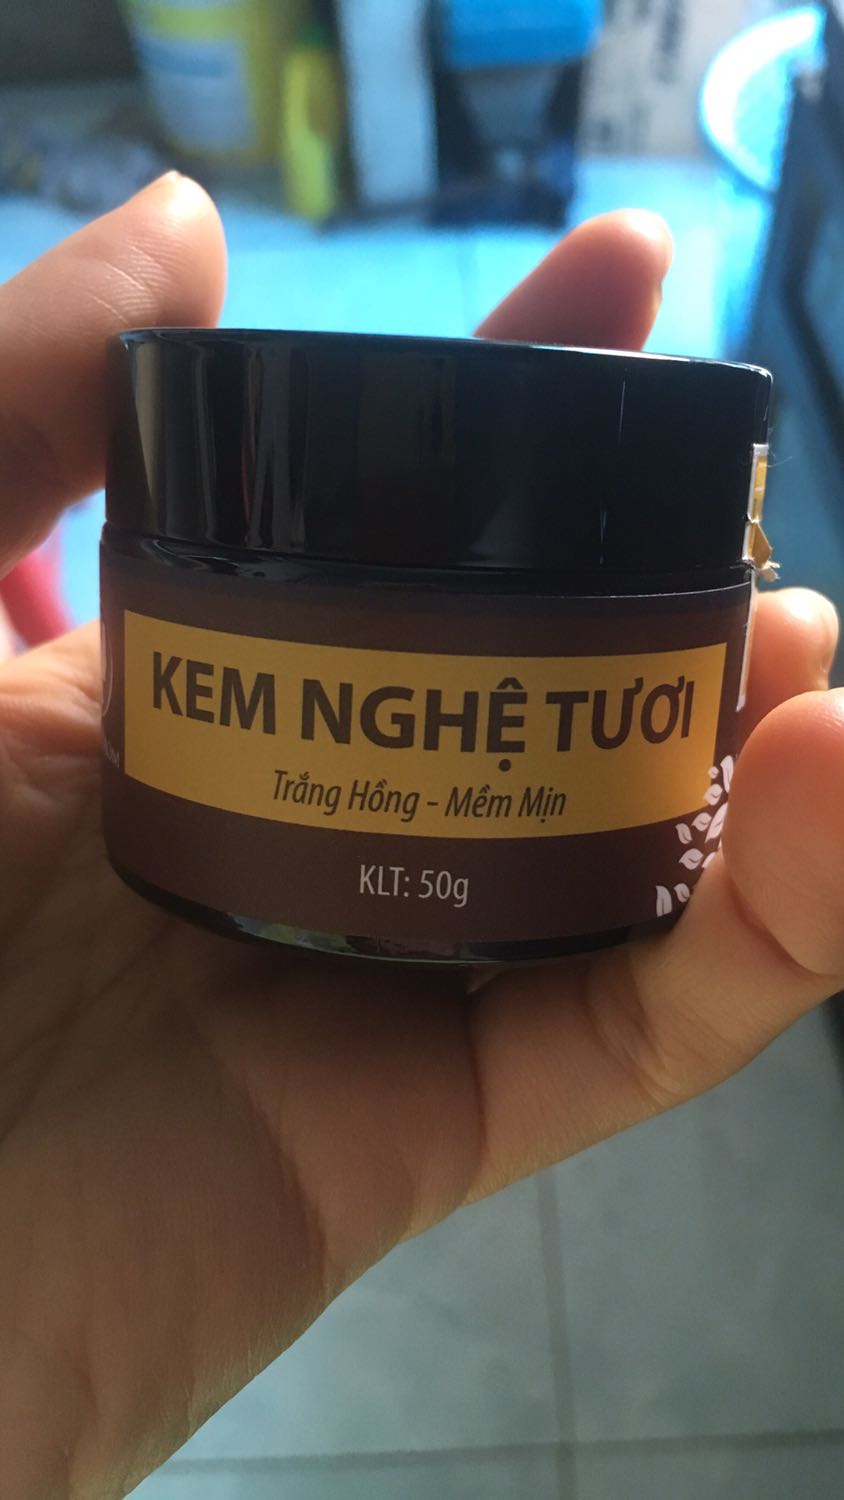 KEM NGHỆ TƯƠI
Trắng Hồng - Mềm Mịn
KLT: 50g